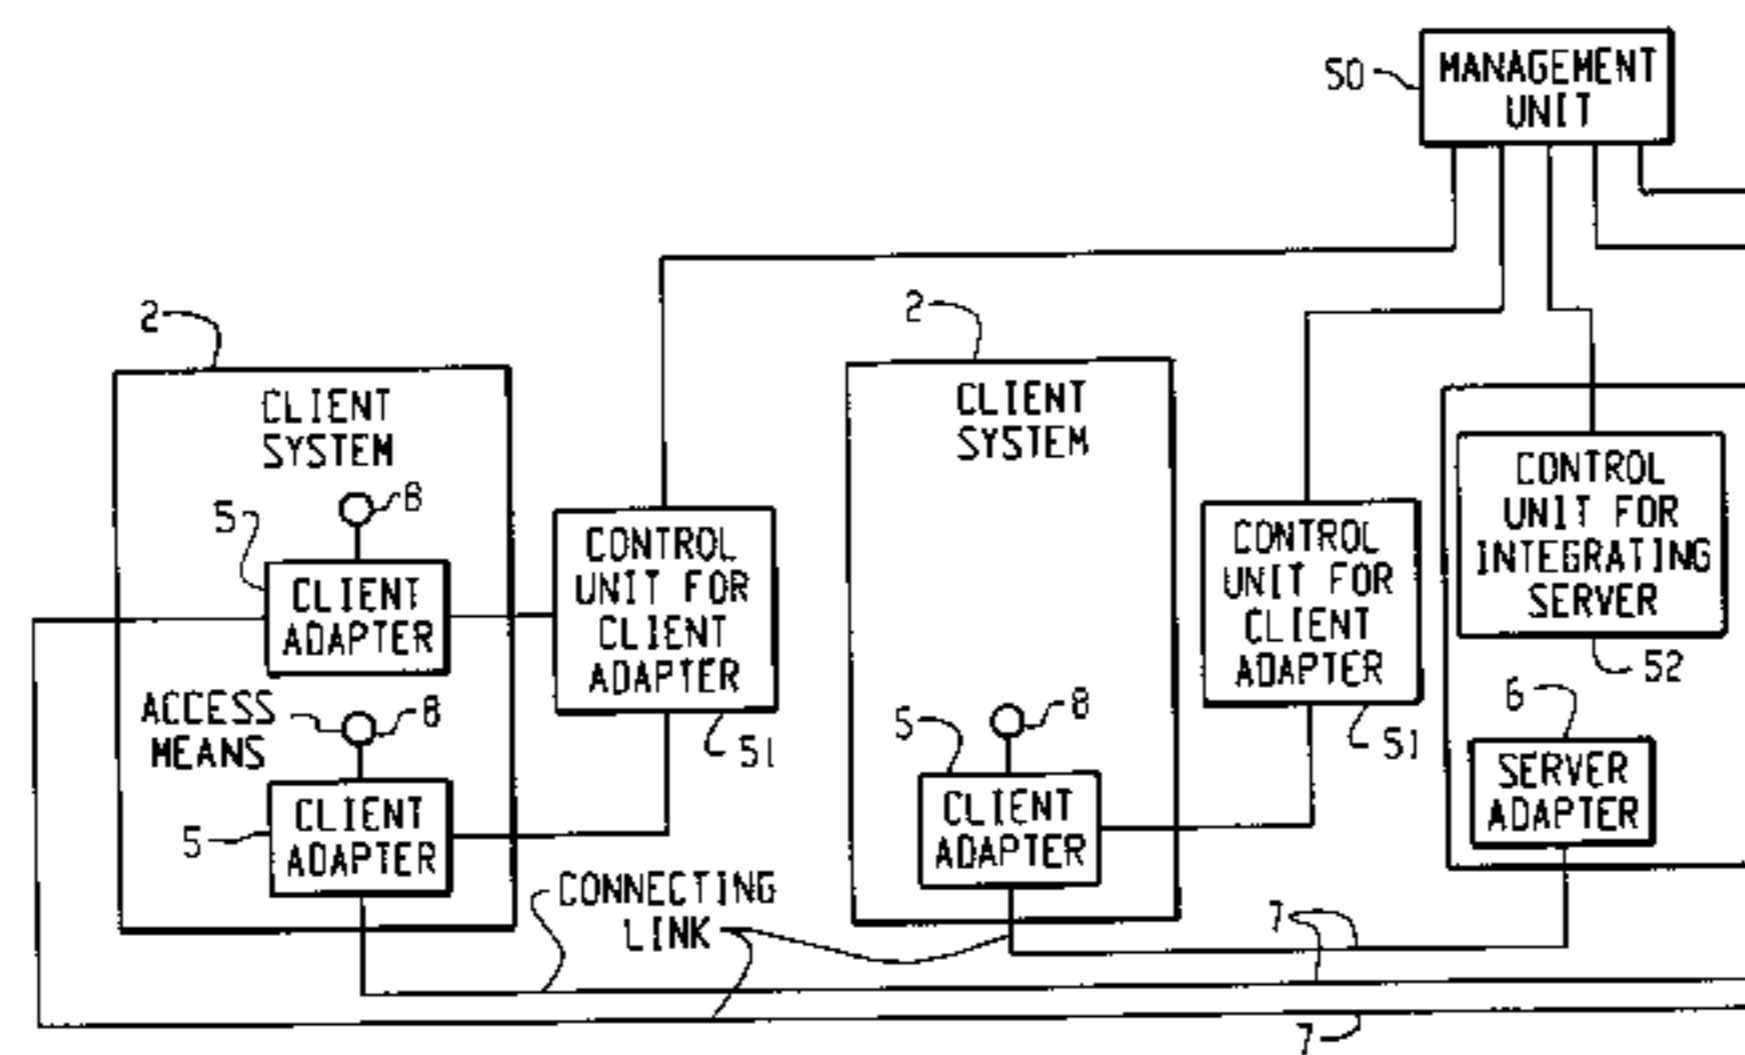 50
MANAGEMENT
UNIT
2
CLIENT
SYSTEM
8
5
CLIENT
ADAPTER
ACCESS
MEANS
8
5
CLIENT
ADAPTER
CONTROL
UNIT FOR
CLIENT
ADAPTER
51
2
CLIENT
SYSTEM
5
8
CLIENT
ADAPTER
CONTROL
UNIT FOR
CLIENT
ADAPTER
51
CONTROL
UNIT FOR
INTEGRATING
SERVER
52
6
SERVER
ADAPTER
CONNECTING
LINK
7
7